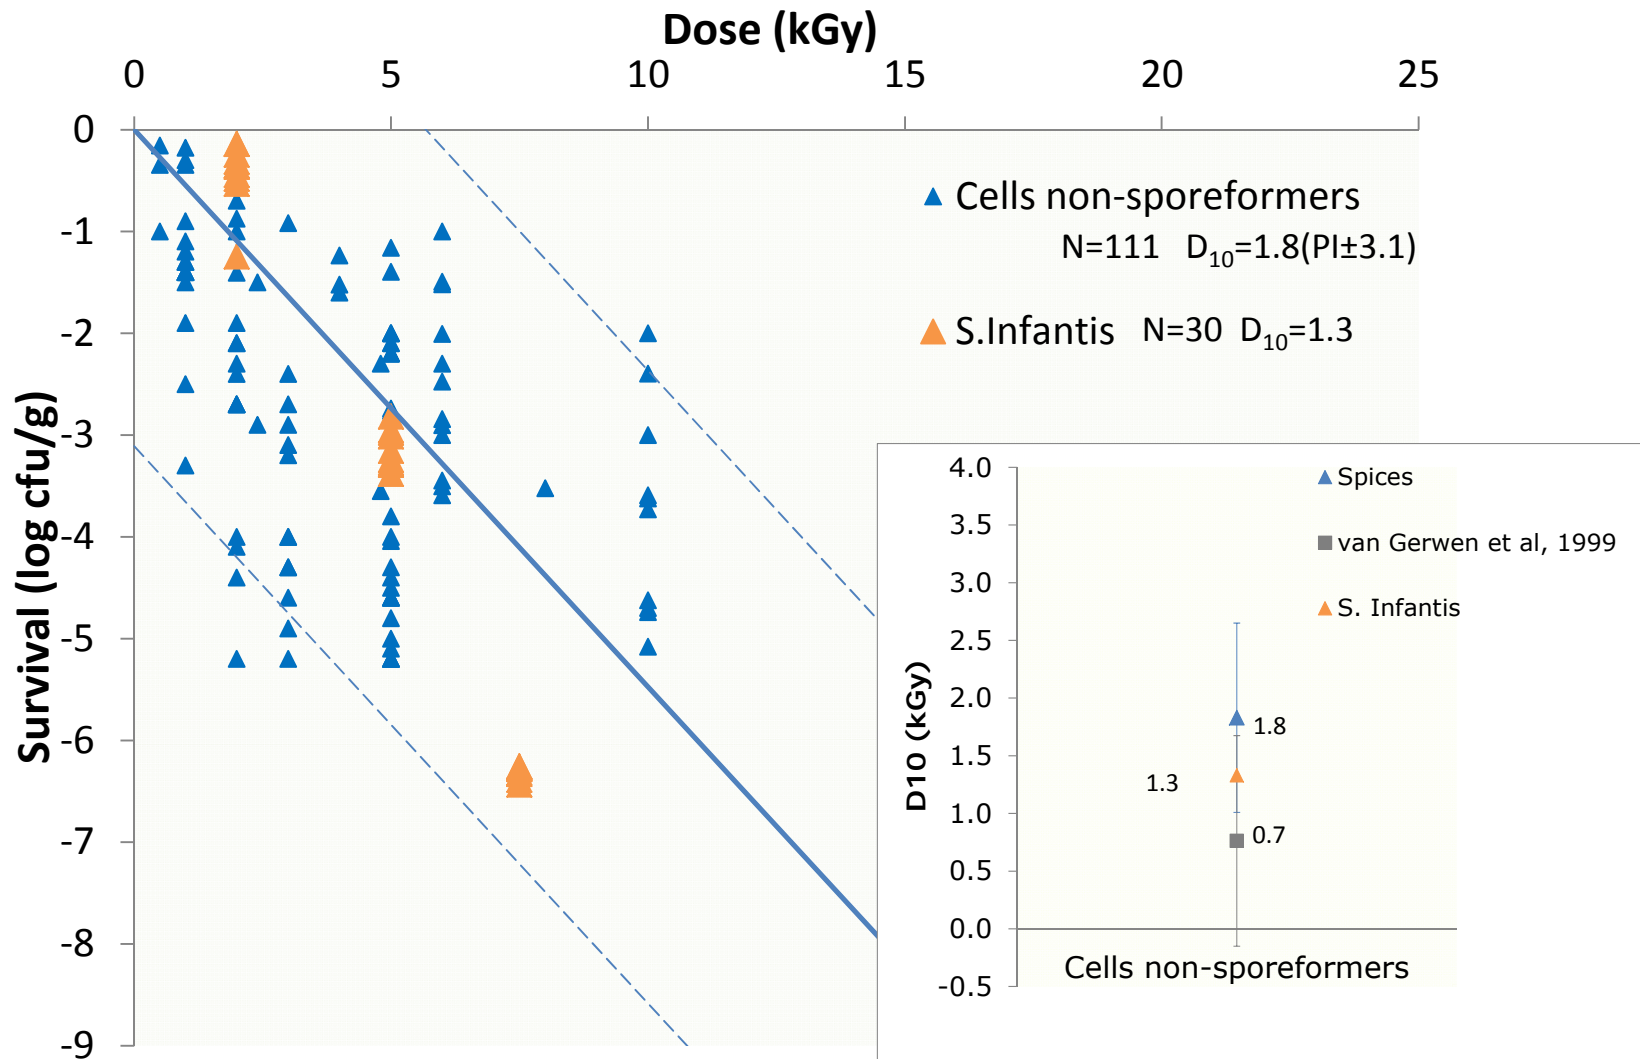 Dose (kGy)
0 5 10 15 20 25
Survival (log cfu/g)
0
-1
-2
-3
-4
-5
-6
-7
-8
-9
Cells non-sporeformers
N=111 D₁₀=1.8(PI±3.1)
S.Infantis N=30 D₁₀=1.3
D10 (kGy)
4.0
3.5
3.0
2.5
2.0
1.5
1.0
0.5
0.0
-0.5
Spices
van Gerwen et al, 1999
S. Infantis
1.8
1.3
0.7
Cells non-sporeformers